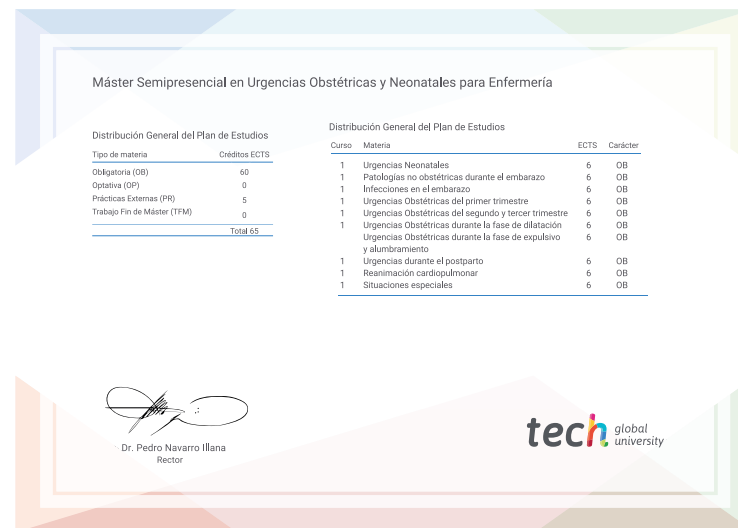 Máster Semipresencial en Urgencias Obstétricas y Neonatales para Enfermería
Distribución General del Plan de Estudios
Tipo de materia Créditos ECTS
Obligatoria (OB) 60
Optativa (OP) 0
Prácticas Externas (PR) 5
Trabajo Fin de Máster (TFM) 0
Total 65
Distribución General del Plan de Estudios
Curso Materia ECTS Carácter
1 Urgencias Neonatales 6 OB
1 Patologías no obstétricas durante el embarazo 6 OB
1 Infecciones en el embarazo 6 OB
1 Urgencias Obstétricas del primer trimestre 6 OB
1 Urgencias Obstétricas del segundo y tercer trimestre 6 OB
1 Urgencias Obstétricas durante la fase de dilatación 6 OB
Urgencias Obstétricas durante la fase de expulsivo 6 OB
y alumbramiento
1 Urgencias durante el postparto 6 OB
1 Reanimación cardiopulmonar 6 OB
1 Situaciones especiales 6 OB
Dr. Pedro Navarro Illana
Rector
tech global
university